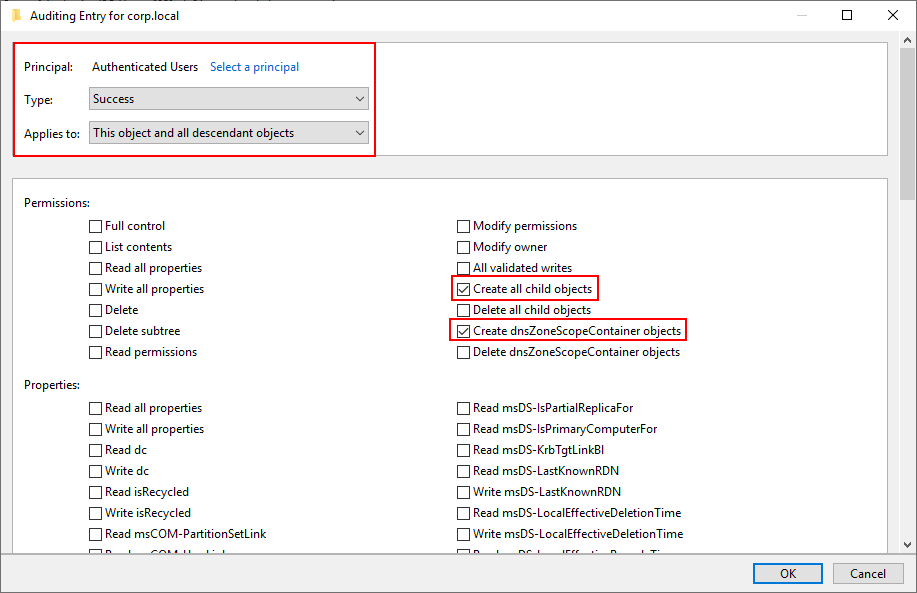 Auditing Entry for corp.local
Principal: Authenticated Users Select a principal
Type: Success
Applies to: This object and all descendant objects
Permissions:
Full control
List contents
Read all properties
Write all properties
Delete
Delete subtree
Read permissions
Modify permissions
Modify owner
All validated writes
Create all child objects
Delete all child objects
Create dnsZoneScopeContainer objects
Delete dnsZoneScopeContainer objects
Properties:
Read all properties
Write all properties
Read dc
Write dc
Read isRecycled
Write isRecycled
Read msCOM-PartitionSetLink
Read msDS-IsPartialReplicaFor
Read msDS-IsPrimaryComputerFor
Read msDS-KrbTgtLinkBl
Read msDS-LastKnownRDN
Write msDS-LastKnownRDN
Read msDS-LocalEffectiveDeletionTime
Write msDS-LocalEffectiveDeletionTime
OK Cancel